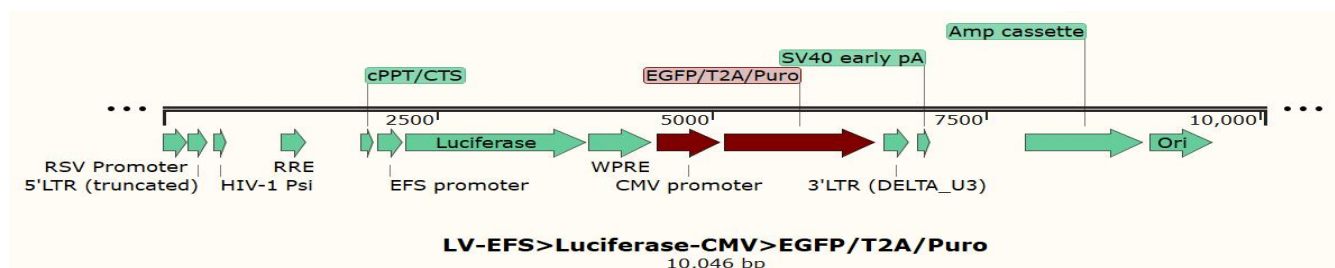 Amp cassette
SV40 early pA
cPPT/CTS EGFP/T2A/Puro
2500 5000 7500 10,000
Luciferase Ori
RSV Promoter RRE WPRE
5'LTR (truncated) HIV-1 Psi EFS promoter CMV promoter 3'LTR (DELTA_U3)
LV-EFS>Luciferase-CMV>EGFP/T2A/Puro
10,046 bp